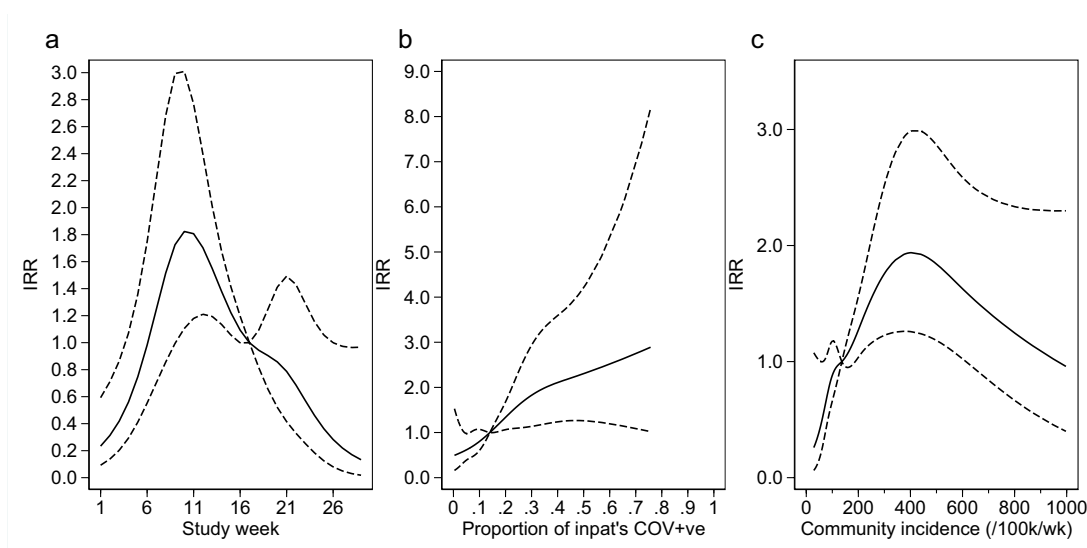 a
3.0
2.8
2.6
2.4
2.2
2.0
1.8
1.6
1.4
1.2
1.0
0.8
0.6
0.4
0.2
0.0
IRR
1 6 11 16 21 26
Study week
b
9.0
8.0
7.0
6.0
5.0
4.0
3.0
2.0
1.0
0.0
IRR
0 .1 .2 .3 .4 .5 .6 .7 .8 .9 1
Proportion of inpat's COV+ve
c
3.0
2.0
1.0
0.0
IRR
0 200 400 600 800 1000
Community incidence (/100k/wk)